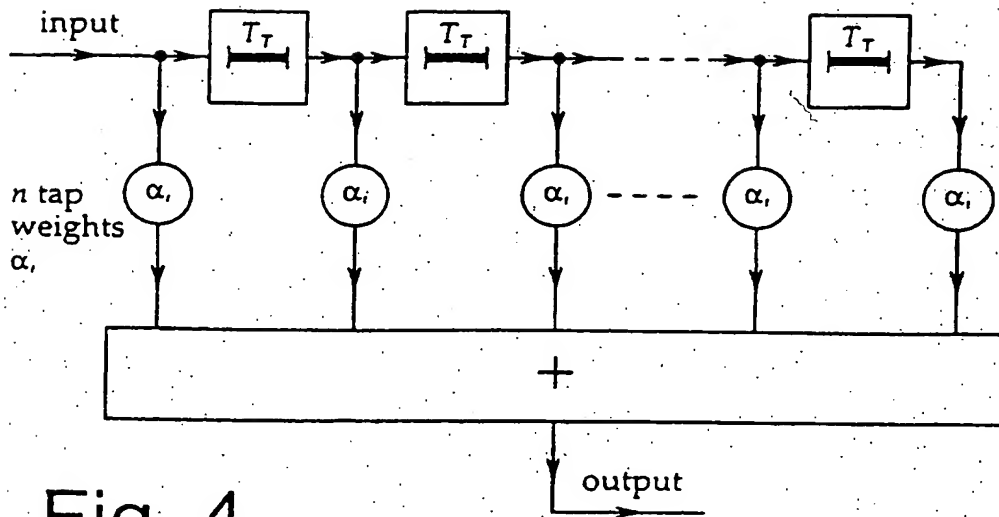 input
T_T T_T T_T
n tap
weights
α_i
α_i α_i α_i α_i α_i
+
output
Fig. 4